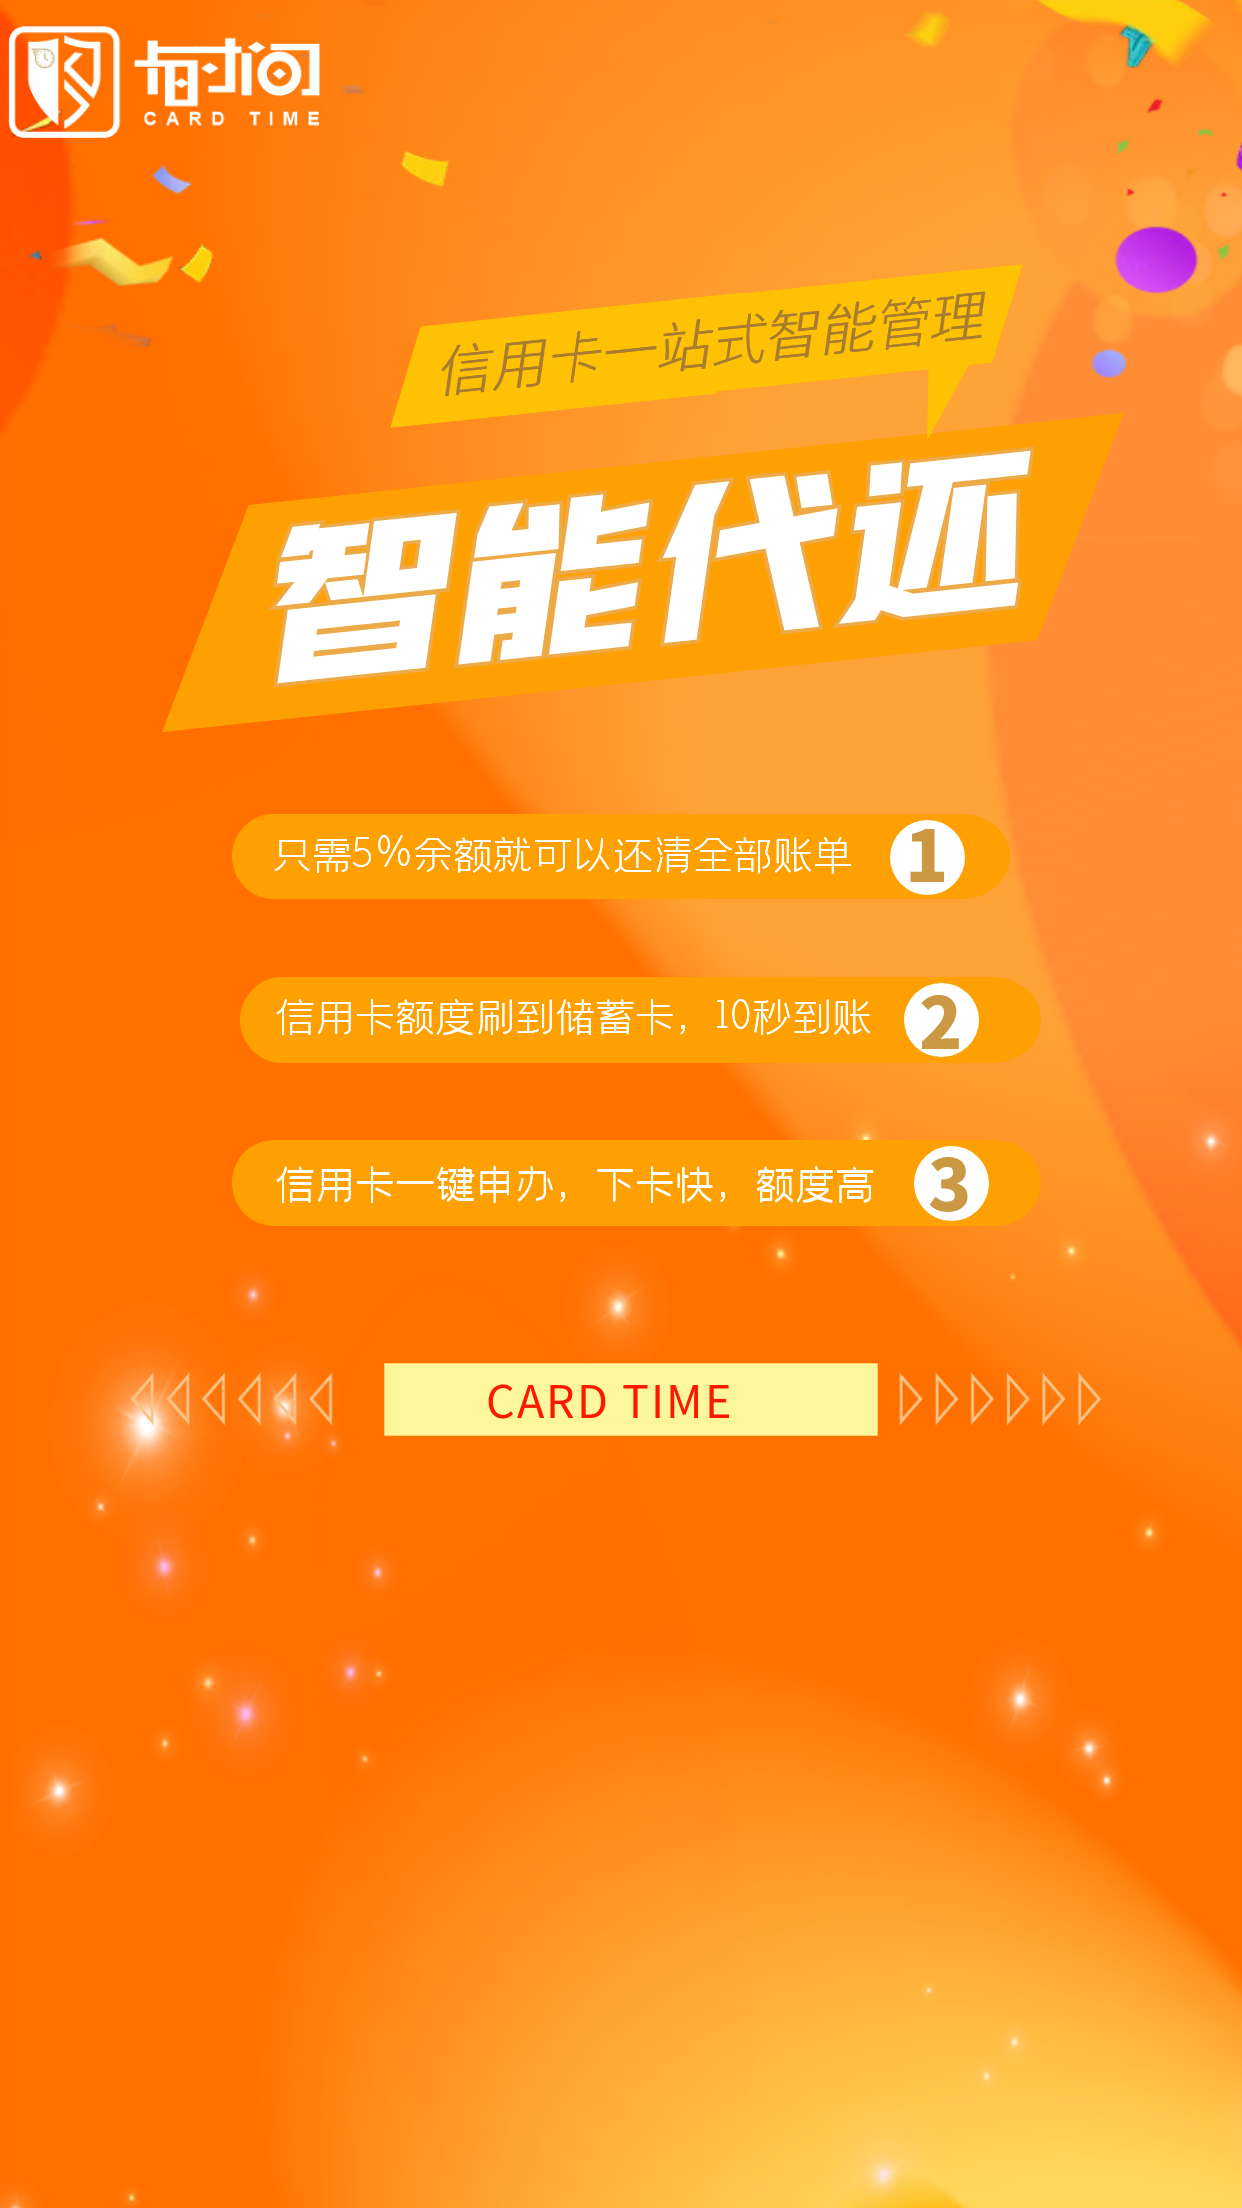 卡时间
CARD TIME
信用卡一站式智能管理
智能代还
只需5%余额就可以还清全部账单 1
信用卡额度刷到储蓄卡，10秒到账 2
信用卡一键申办，下卡快，额度高 3
CARD TIME